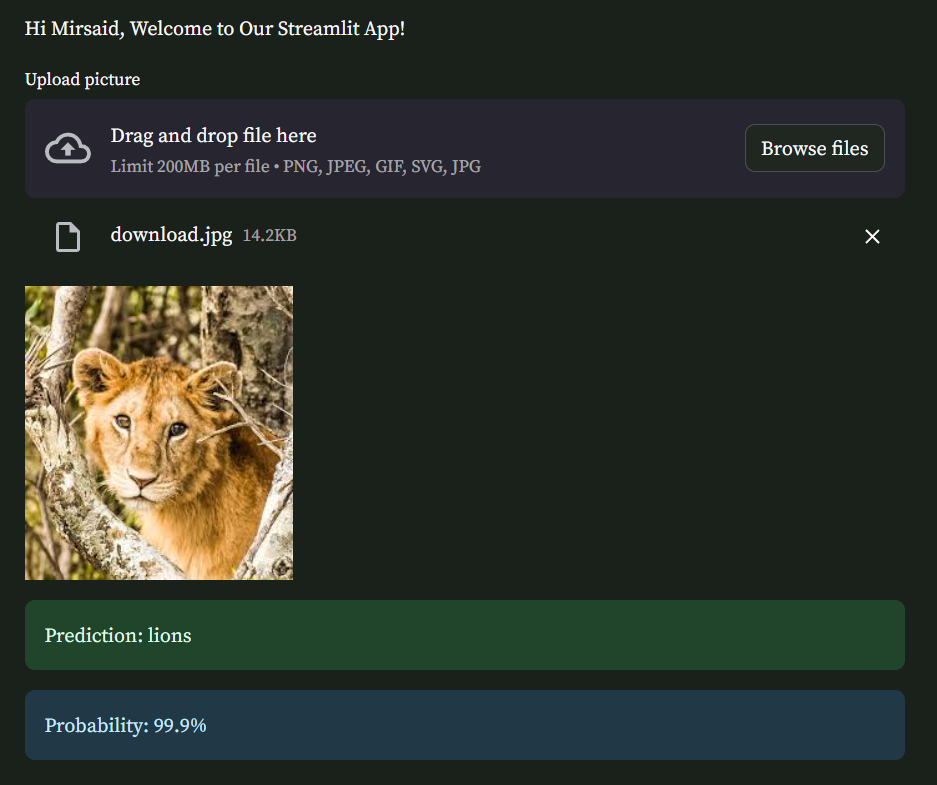 Hi Mirsaid, Welcome to Our Streamlit App!
Upload picture
Drag and drop file here
Limit 200MB per file • PNG, JPEG, GIF, SVG, JPG
Browse files
download.jpg 14.2KB
Prediction: lions
Probability: 99.9%